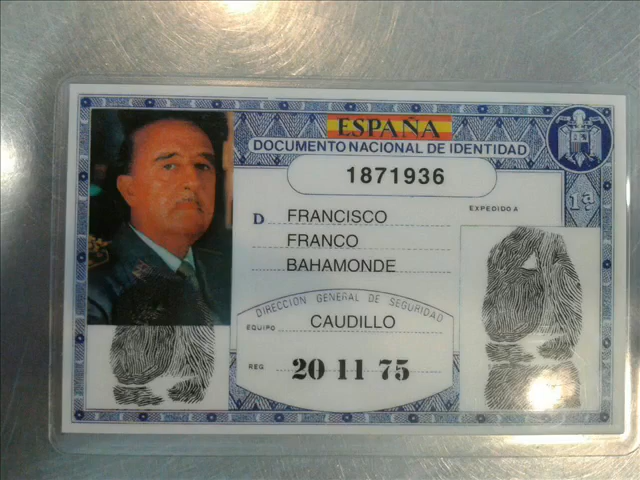 ESPAÑA
DOCUMENTO NACIONAL DE IDENTIDAD
1871936
1ª
EXPEDIDO A
D FRANCISCO
FRANCO
BAHAMONDE
DIRECCION GENERAL DE SEGURIDAD
EQUIPO CAUDILLO
REG. 20 11 75